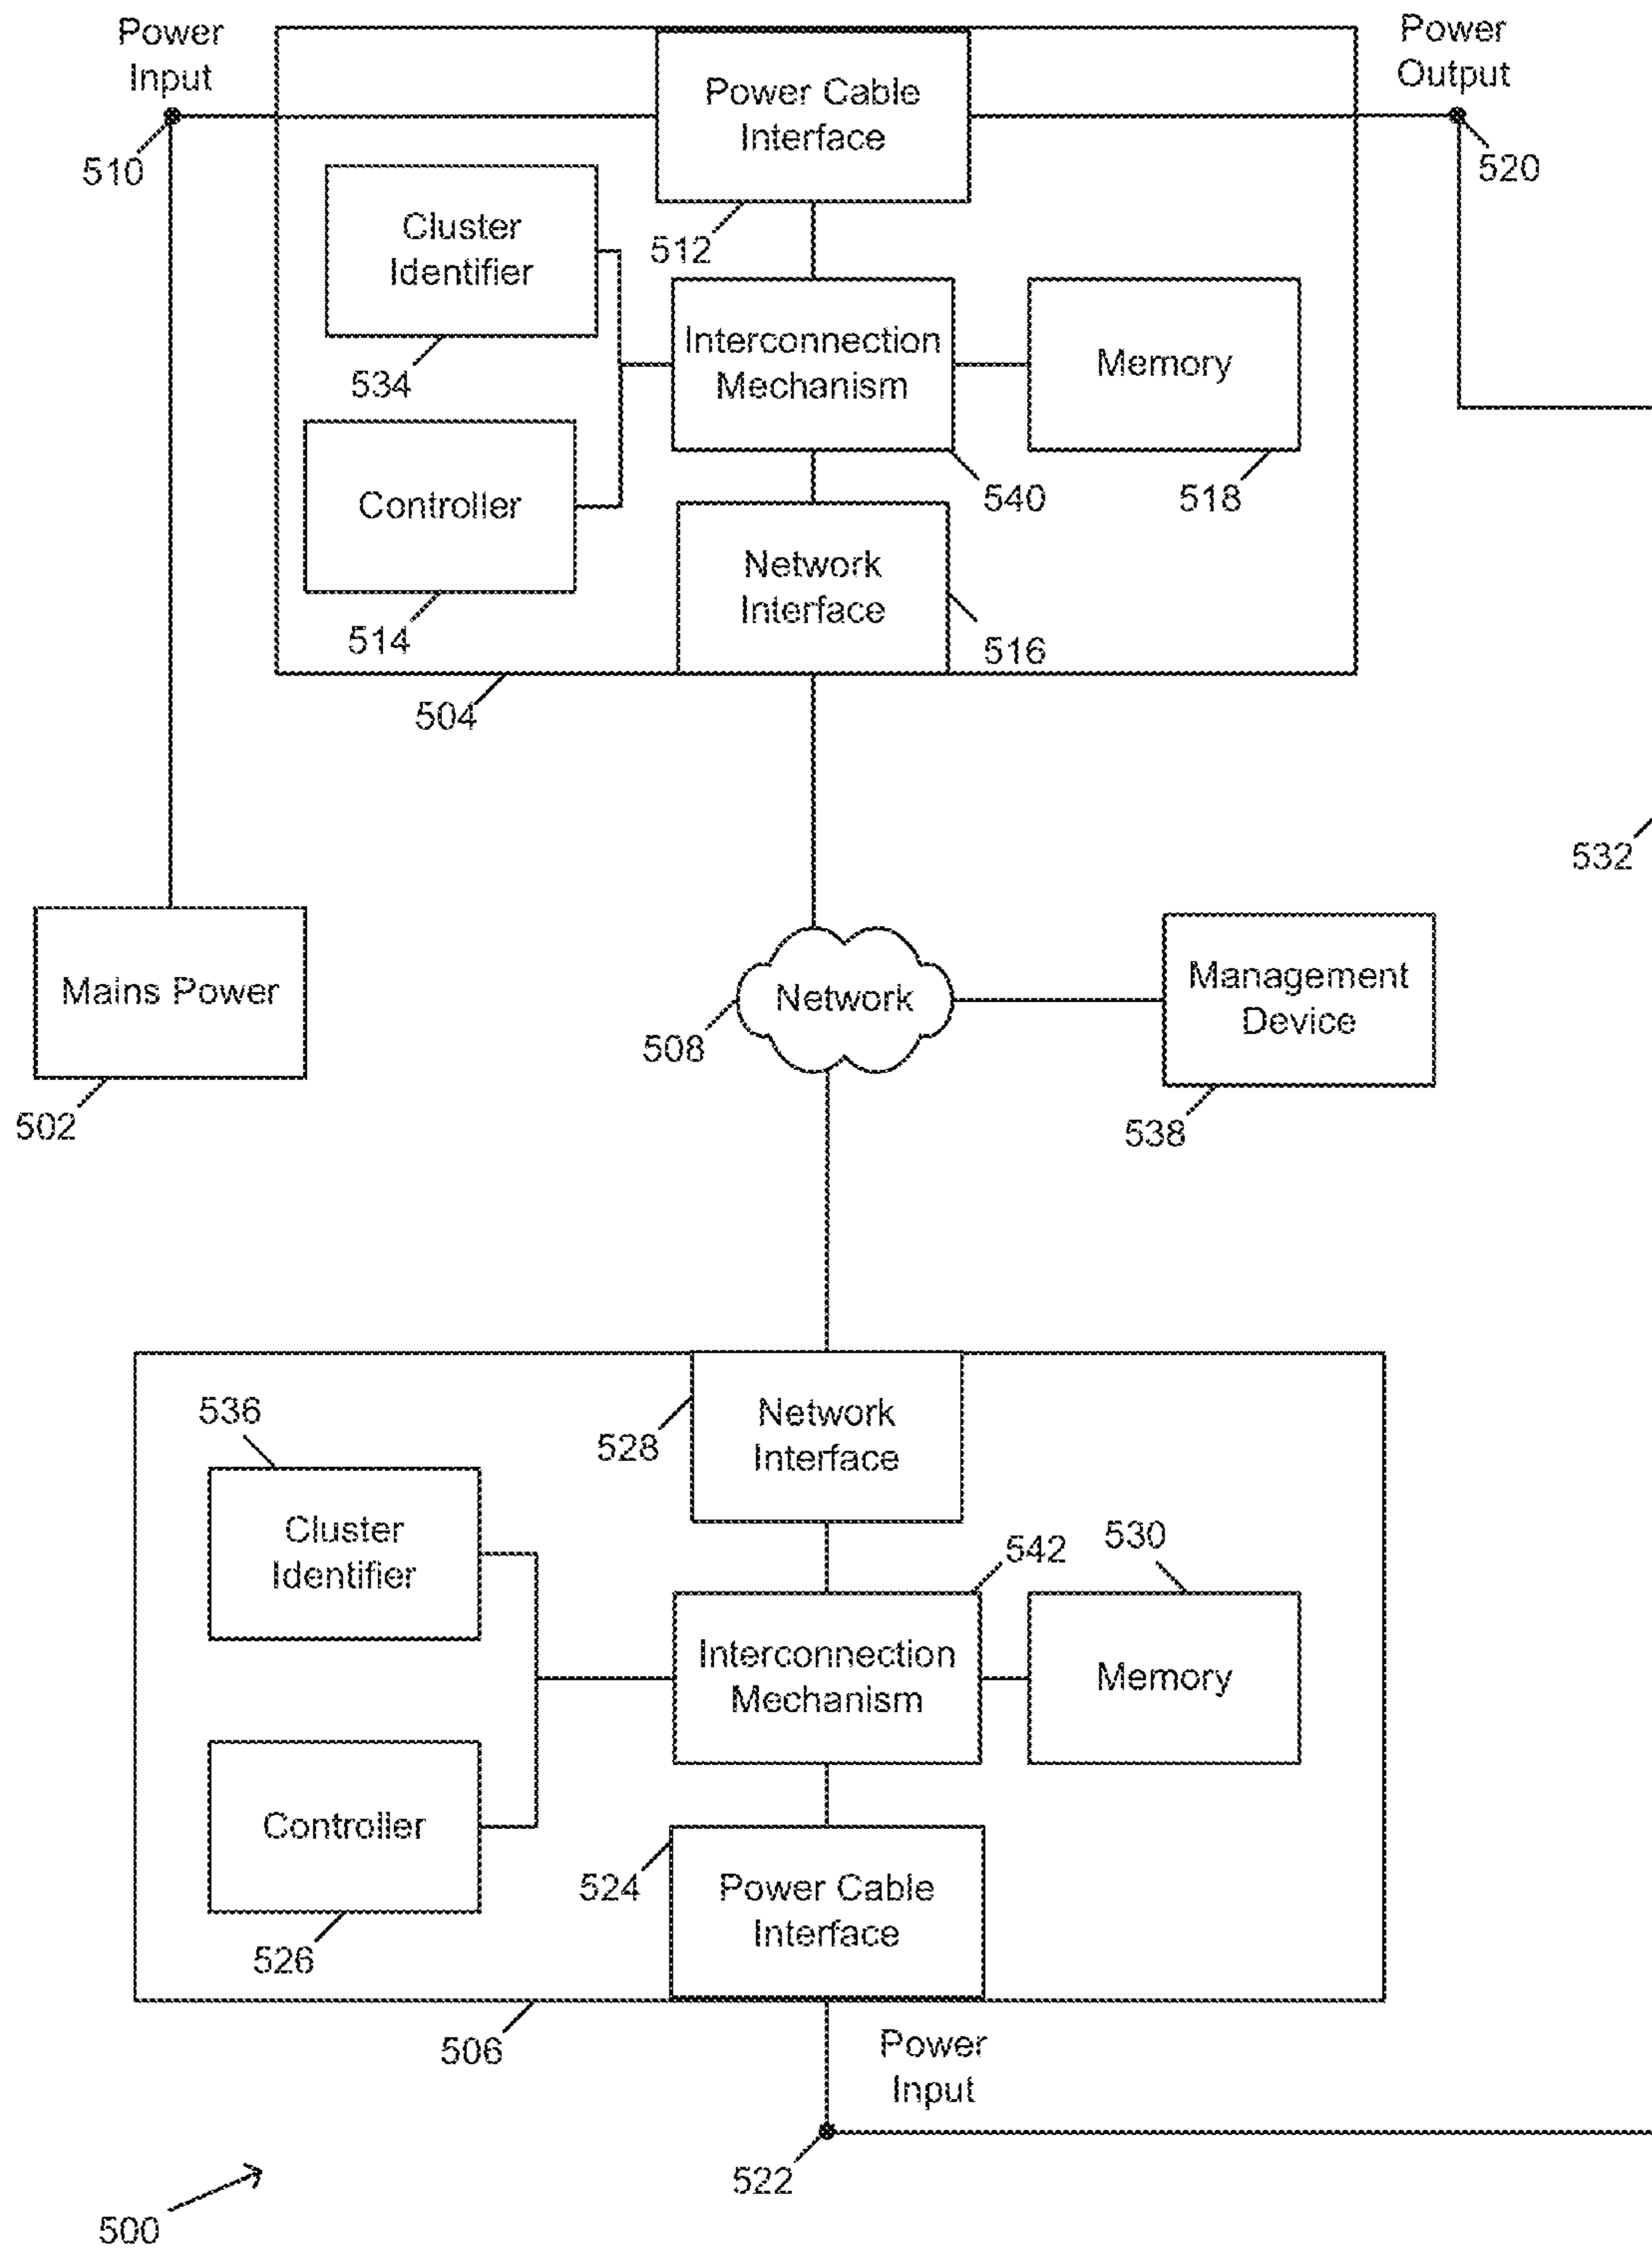 Power
Input
Power
Output
510
520
Power Cable
Interface
512
Cluster
Identifier
534
Interconnection
Mechanism
540
Memory
518
Controller
514
Network
Interface
516
504
532
Mains Power
502
Network
508
Management
Device
538
536
528
Network
Interface
Cluster
Identifier
542
530
Interconnection
Mechanism
Memory
Controller
526
524
Power Cable
Interface
506
Power
Input
522
500